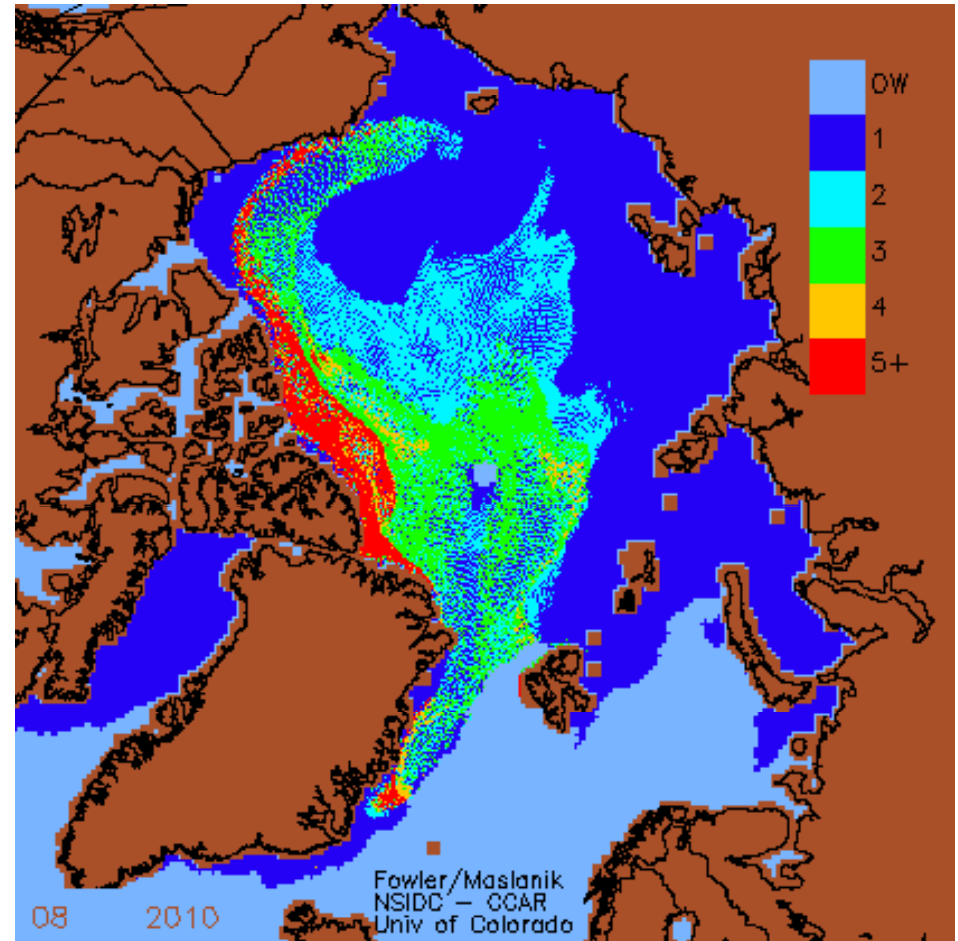 OW
1
2
3
4
5+
Fowler/Maslanik
NSIDC – CCAR
Univ of Colorado
08 2010